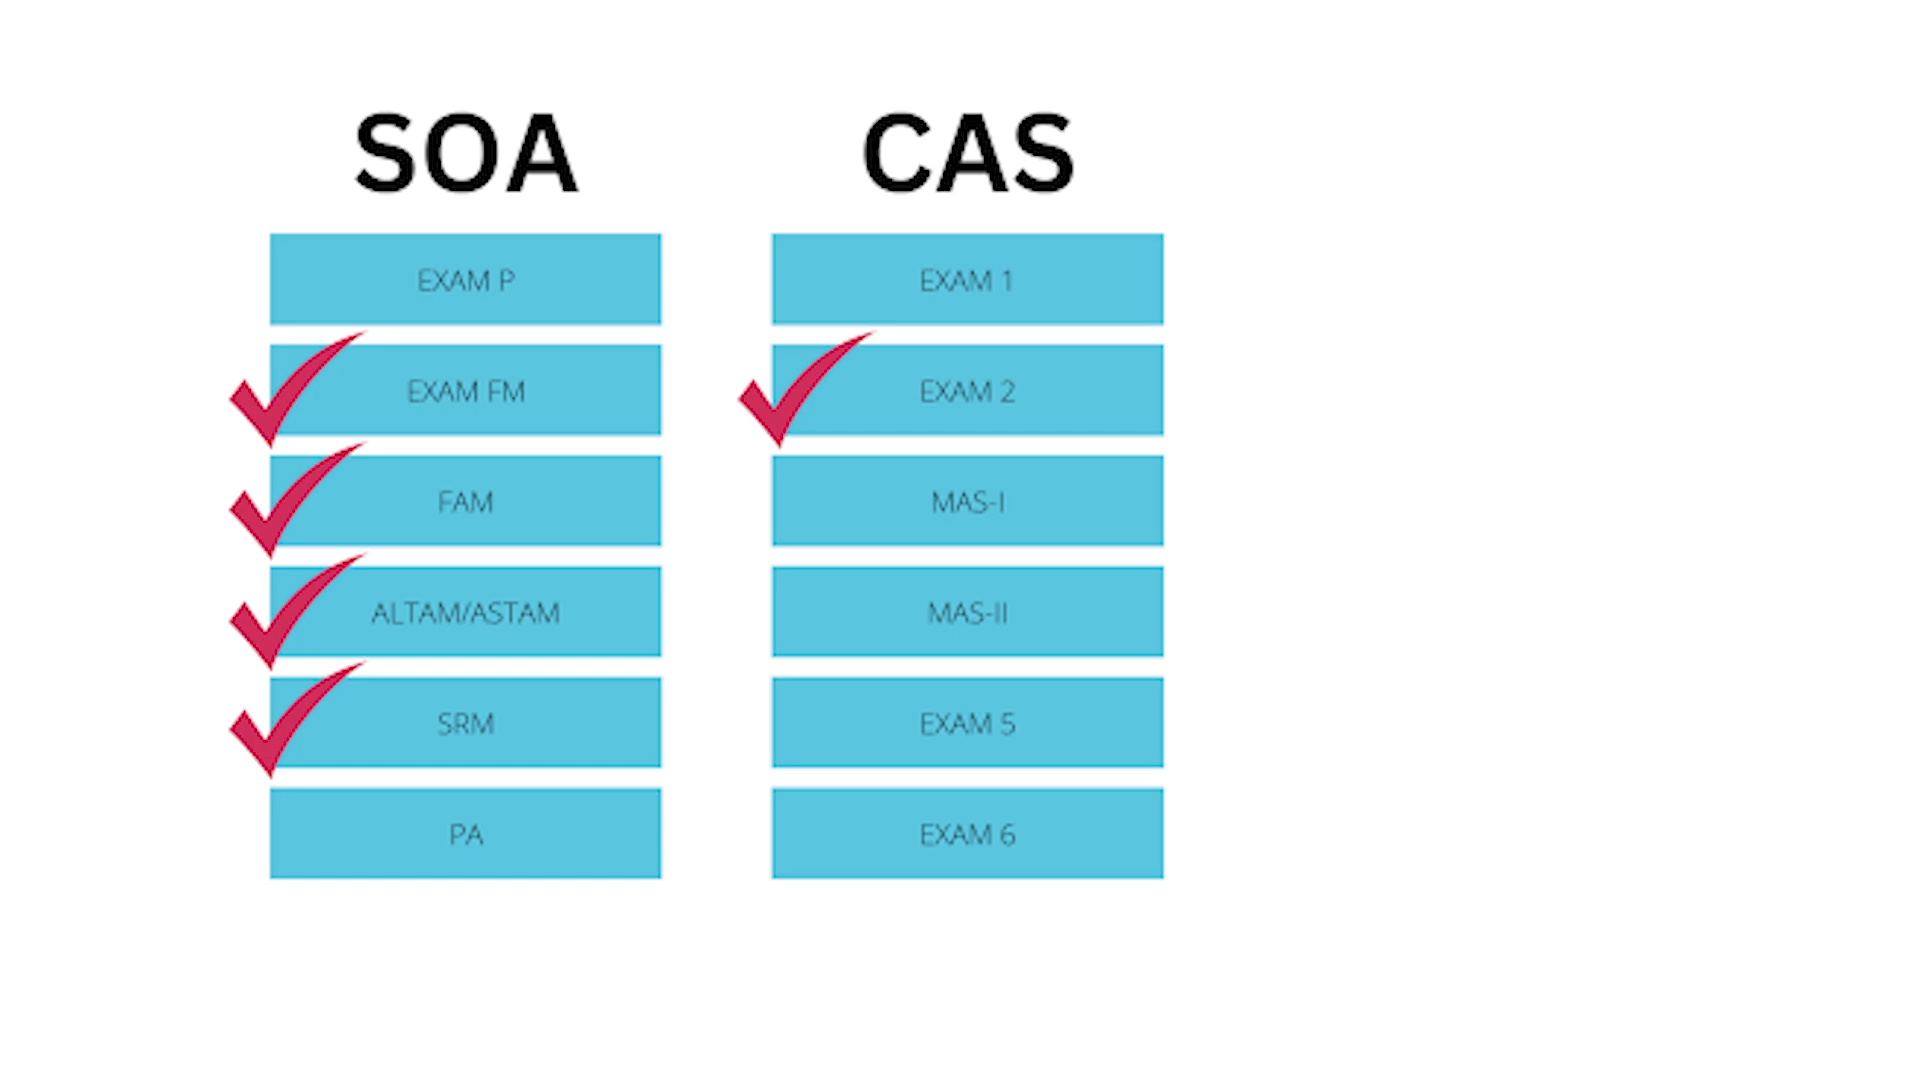 SOA
EXAM P
EXAM FM
FAM
ALTAM/ASTAM
SRM
PA
CAS
EXAM 1
EXAM 2
MAS-I
MAS-II
EXAM 5
EXAM 6